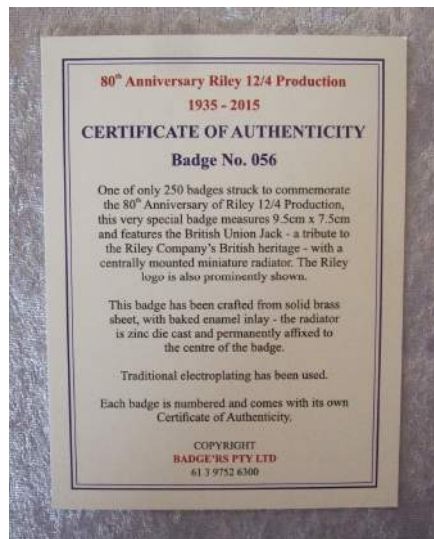 80th Anniversary Riley 12/4 Production
1935 - 2015
CERTIFICATE OF AUTHENTICITY
Badge No. 056
One of only 250 badges struck to commemorate
the 80th Anniversary of Riley 12/4 Production,
this very special badge measures 9.5cm x 7.5cm
and features the British Union Jack - a tribute to
the Riley Company's British heritage - with a
centrally mounted miniature radiator. The Riley
logo is also prominently shown.
This badge has been crafted from solid brass
sheet, with baked enamel inlay - the radiator
is zinc die cast and permanently affixed to
the centre of the badge.
Traditional electroplating has been used.
Each badge is numbered and comes with its own
Certificate of Authenticity.
COPYRIGHT
BADGE'RS PTY LTD
61 3 9752 6300